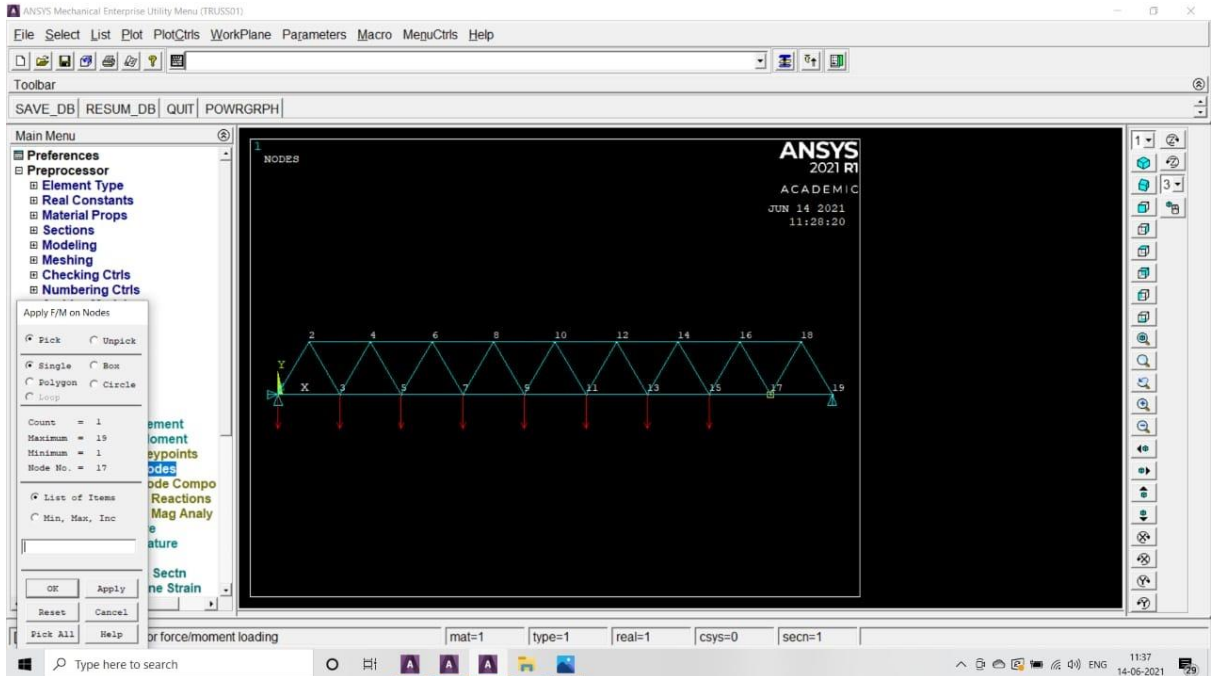 ANSYS Mechanical Enterprise Utility Menu (TRUSS01)
File Select List Plot PlotCtrls WorkPlane Parameters Macro MenuCtrls Help
Toolbar
SAVE_DB RESUM_DB QUIT POWRGRPH
Main Menu
Preferences
Preprocessor
Element Type
Real Constants
Material Props
Sections
Modeling
Meshing
Checking Ctrls
Numbering Ctrls
Apply F/M on Nodes
Pick Unpick
Single Box
Polygon Circle
Loop
Count = 1
Maximum = 19
Minimum = 1
Node No. = 17
List of Items
Min, Max, Inc
OK Apply
Reset Cancel
Pick All Help
ement
oment
eypoints
odes
ode Compo
Reactions
Mag Analy
e
ature
Sectn
ne Strain
1
NODES
ANSYS
2021 R1
ACADEMIC
JUN 14 2021
11:28:20
2 4 6 8 10 12 14 16 18
Y
X 3 5 7 9 11 13 15 17 19
1
3
or force/moment loading
mat=1 type=1 real=1 csys=0 secn=1
Type here to search
ENG
11:37
14-06-2021
29